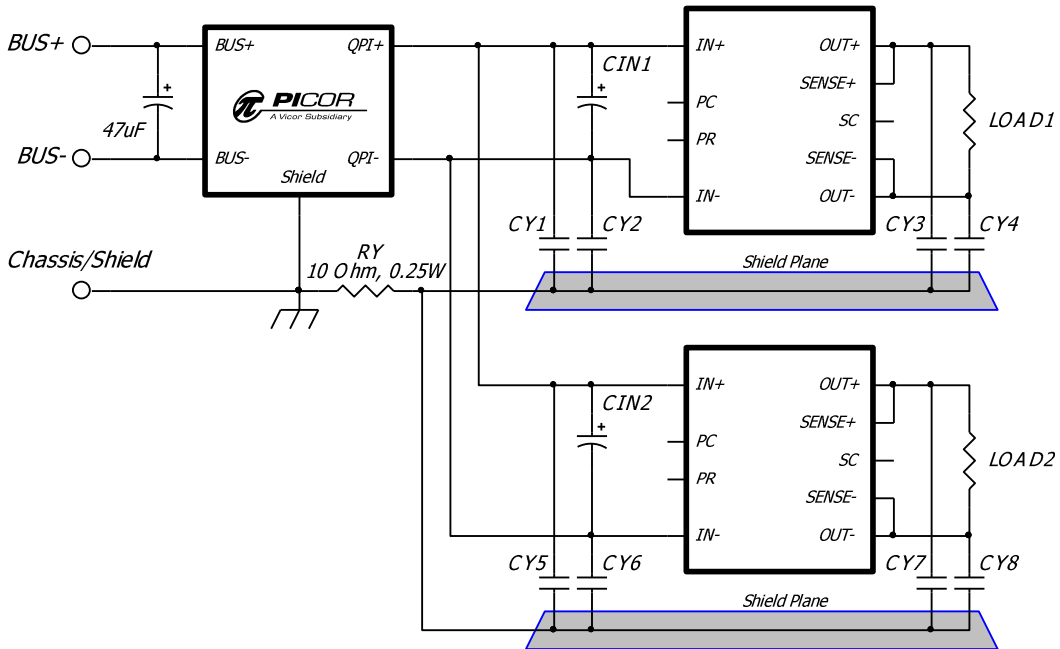 BUS+
BUS+
QPI+
IN+
OUT+
CIN1
+
+
SENSE+
π PICOR
A Vicor Subsidiary
PC
47uF
SC
LOAD1
PR
BUS-
BUS-
QPI-
SENSE-
Shield
IN-
OUT-
CY1
CY2
CY3
CY4
Chassis/Shield
RY
10 Ohm, 0.25W
Shield Plane
IN+
OUT+
CIN2
+
SENSE+
PC
SC
LOAD2
PR
SENSE-
IN-
OUT-
CY5
CY6
CY7
CY8
Shield Plane